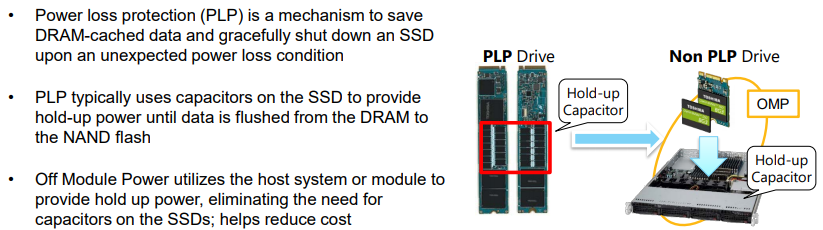 • Power loss protection (PLP) is a mechanism to save
DRAM-cached data and gracefully shut down an SSD
upon an unexpected power loss condition
• PLP typically uses capacitors on the SSD to provide
hold-up power until data is flushed from the DRAM to
the NAND flash
• Off Module Power utilizes the host system or module to
provide hold up power, eliminating the need for
capacitors on the SSDs; helps reduce cost
PLP Drive
Hold-up
Capacitor
Non PLP Drive
TOSHIBA
TOSHIBA
OMP
Hold-up
Capacitor